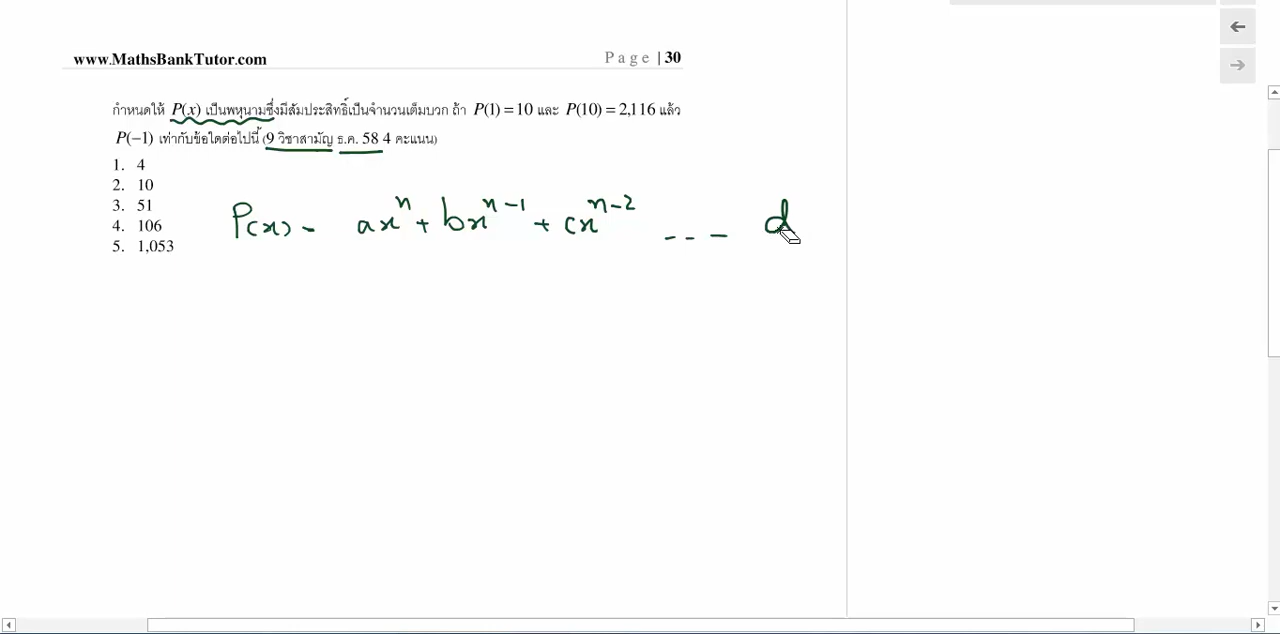 www.MathsBankTutor.com Page | 30
กำหนดให้ P(x) เป็นพหุนามซึ่งมีสัมประสิทธิ์เป็นจำนวนเต็มบวก ถ้า P(1) = 10 และ P(10) = 2,116 แล้ว
P(−1) เท่ากับข้อใดต่อไปนี้ (9 วิชาสามัญ ธ.ค. 58 4 คะแนน)
1. 4
2. 10
3. 51
4. 106
5. 1,053
P(x) = axⁿ + bxⁿ⁻¹ + cxⁿ⁻² --- d